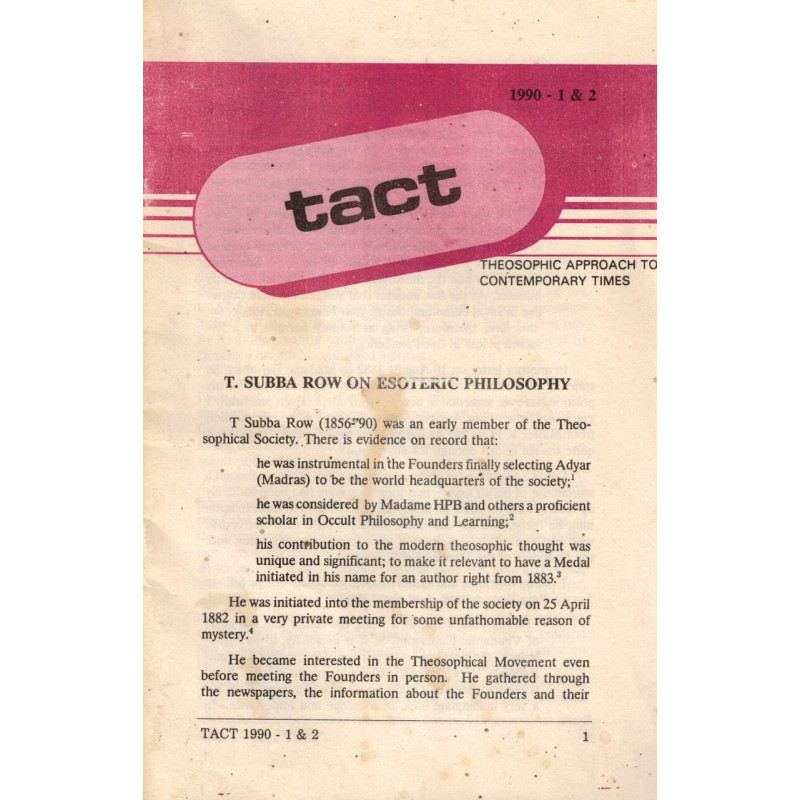 1990 - 1 & 2
tact
THEOSOPHIC APPROACH TO
CONTEMPORARY TIMES
T. SUBBA ROW ON ESOTERIC PHILOSOPHY
T Subba Row (1856-'90) was an early member of the Theo-
sophical Society. There is evidence on record that:
he was instrumental in the Founders finally selecting Adyar
(Madras) to be the world headquarters of the society;1
he was considered by Madame HPB and others a proficient
scholar in Occult Philosophy and Learning;2
his contribution to the modern theosophic thought was
unique and significant; to make it relevant to have a Medal
initiated in his name for an author right from 1883.3
He was initiated into the membership of the society on 25 April
1882 in a very private meeting for some unfathomable reason of
mystery.4
He became interested in the Theosophical Movement even
before meeting the Founders in person. He gathered through
the newspapers, the information about the Founders and their
TACT 1990 - 1 & 2 1